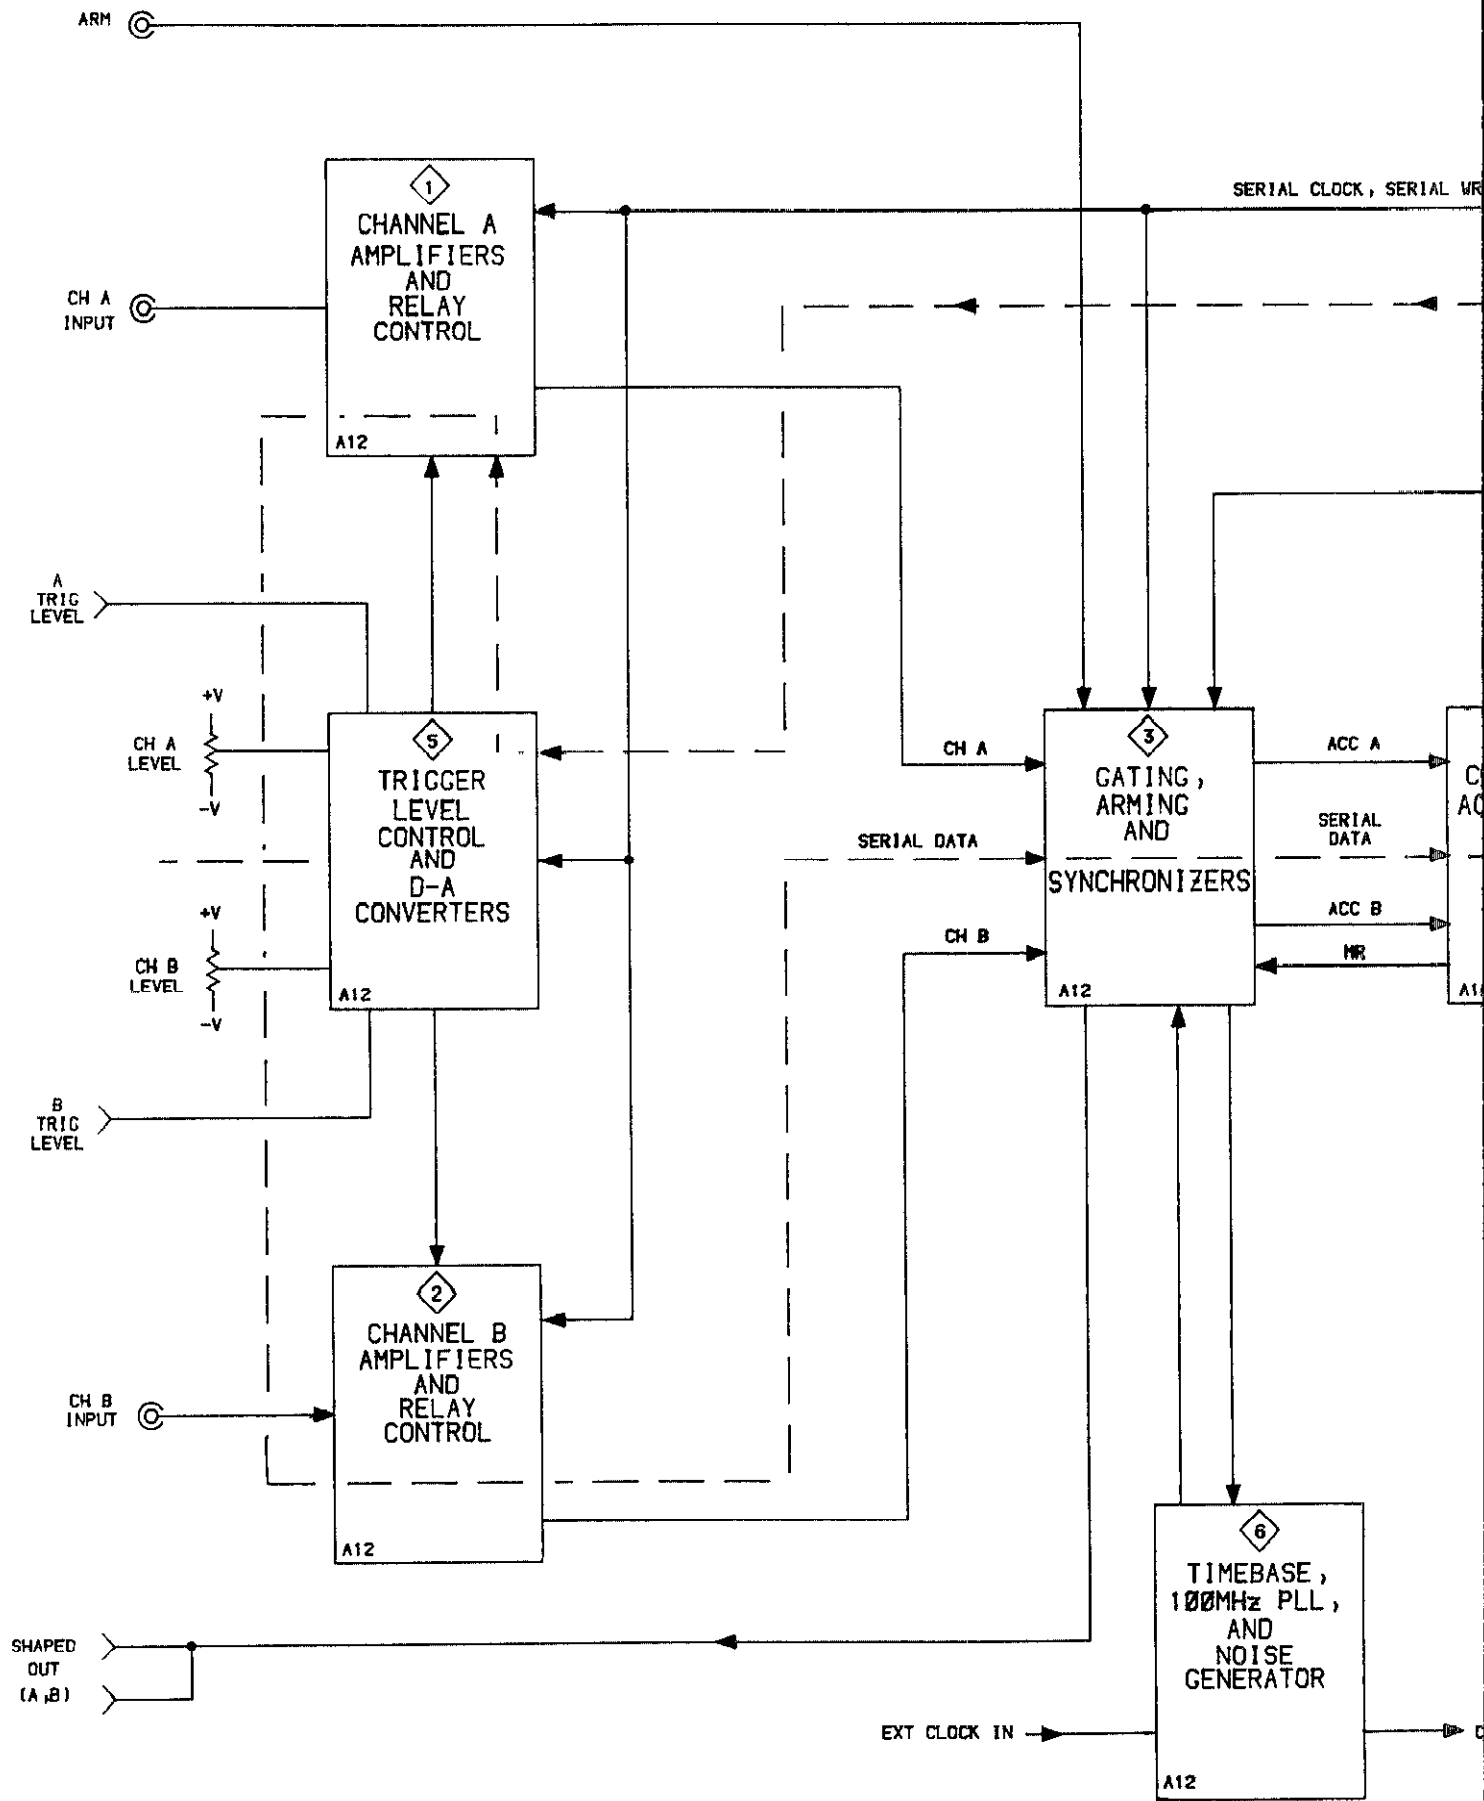 ARM
SERIAL CLOCK, SERIAL WR
1
CHANNEL A
AMPLIFIERS
AND
RELAY
CONTROL
A12
CH A
INPUT
A
TRIG
LEVEL
+V
CH A
LEVEL
-V
5
TRIGGER
LEVEL
CONTROL
AND
D-A
CONVERTERS
A12
+V
CH B
LEVEL
-V
B
TRIG
LEVEL
CH A
SERIAL DATA
CH B
3
GATING,
ARMING
AND
SYNCHRONIZERS
A12
ACC A
SERIAL
DATA
ACC B
MR
C
AC
A1
2
CHANNEL B
AMPLIFIERS
AND
RELAY
CONTROL
A12
CH B
INPUT
SHAPED
OUT
(A,B)
6
TIMEBASE,
100MHz PLL,
AND
NOISE
GENERATOR
A12
EXT CLOCK IN